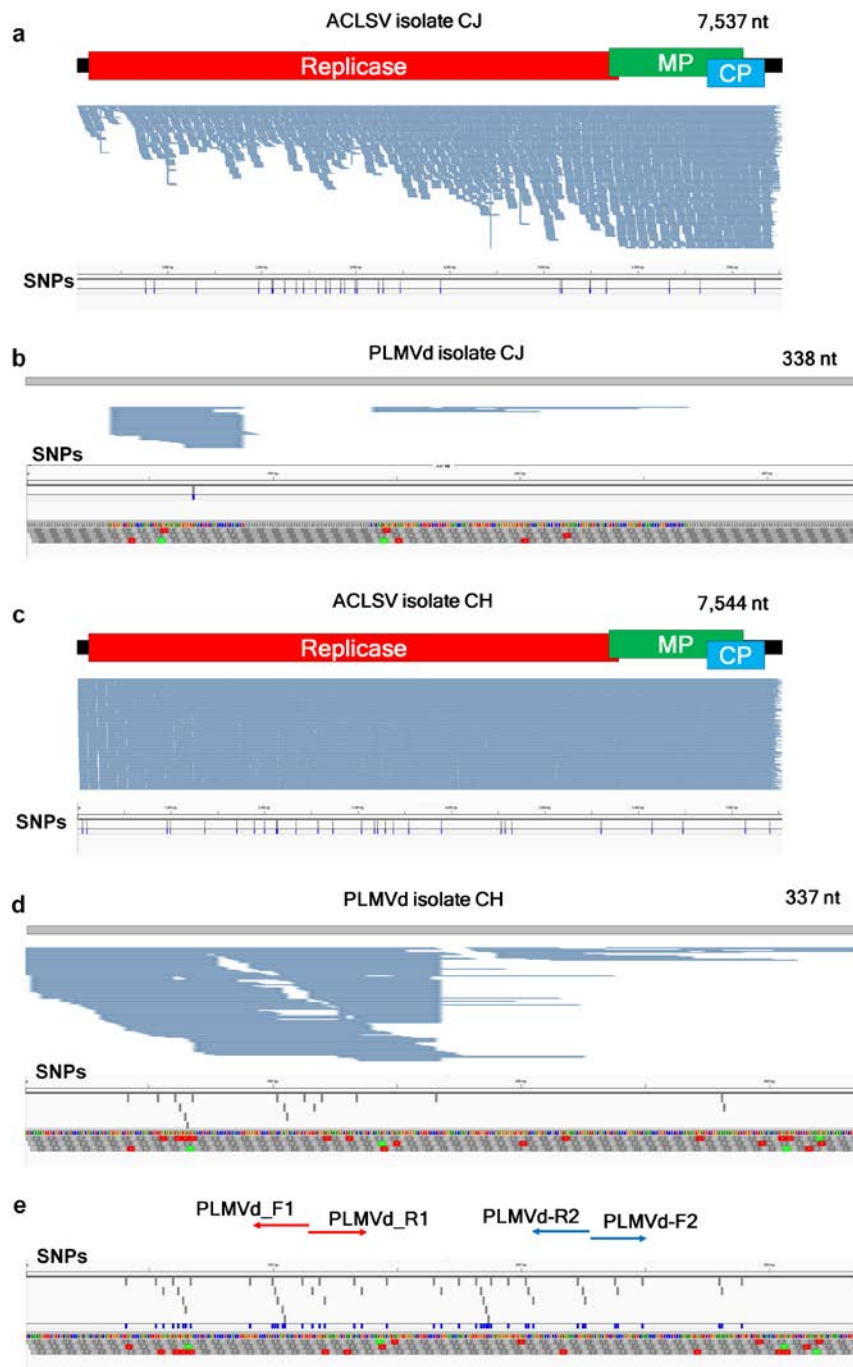 a
ACLSV isolate CJ
7,537 nt
Replicase
MP
CP
SNPs
b
PLMVd isolate CJ
338 nt
SNPs
c
ACLSV isolate CH
7,544 nt
Replicase
MP
CP
SNPs
d
PLMVd isolate CH
337 nt
SNPs
e
PLMVd_F1
PLMVd_R1
PLMVd-R2
PLMVd-F2
SNPs